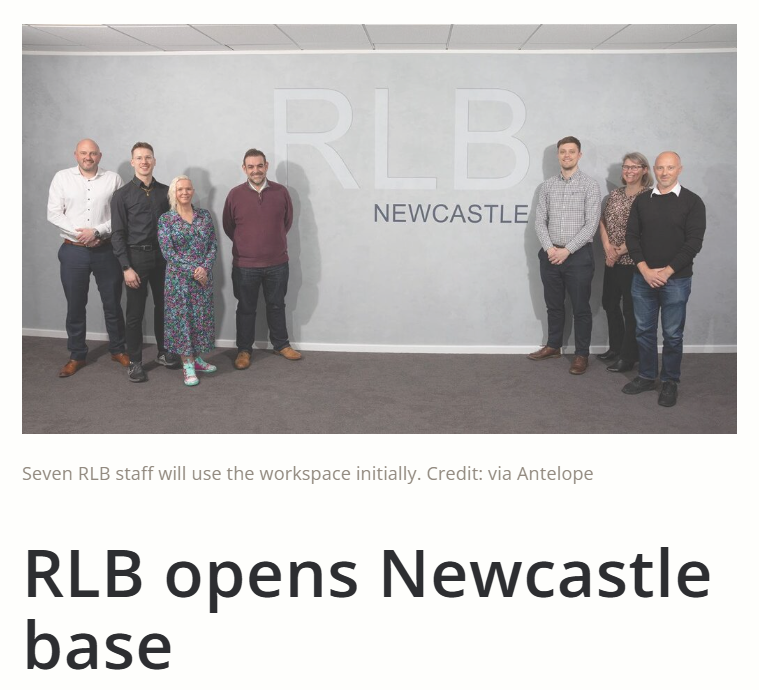 RLB
NEWCASTLE
Seven RLB staff will use the workspace initially. Credit: via Antelope
RLB opens Newcastle
base